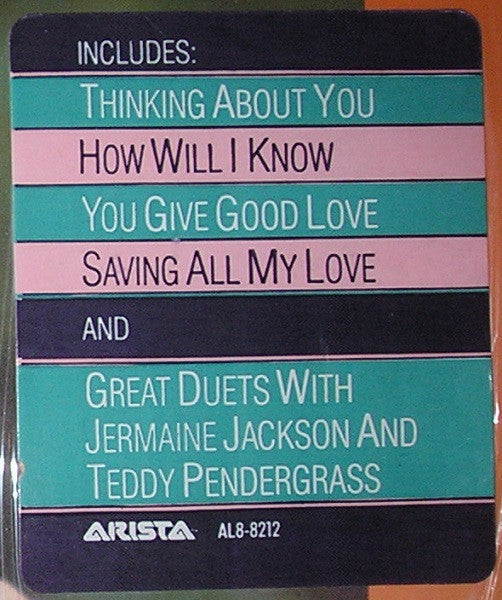 INCLUDES:
THINKING ABOUT YOU
HOW WILL I KNOW
YOU GIVE GOOD LOVE
SAVING ALL MY LOVE
AND
GREAT DUETS WITH
JERMAINE JACKSON AND
TEDDY PENDERGRASS
ARISTA™ AL8-8212